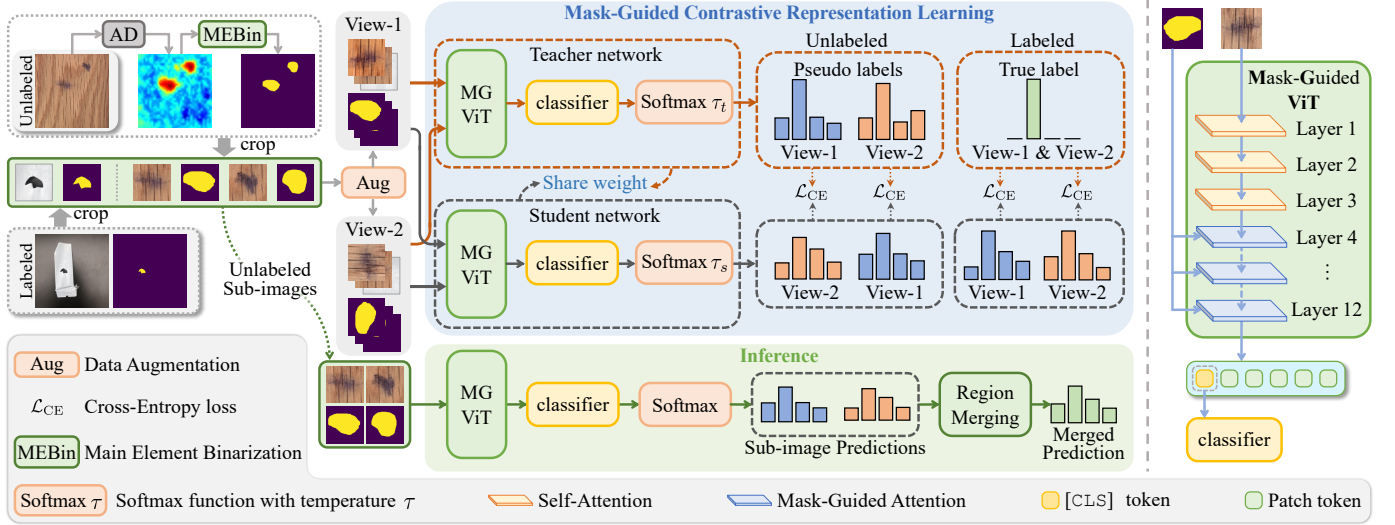 Unlabeled
AD
MEBin
crop
Labeled
crop
Unlabeled
Sub-images
View-1
Aug
View-2
Mask-Guided Contrastive Representation Learning
Teacher network
MG
ViT
classifier
Softmax τt
Share weight
Student network
MG
ViT
classifier
Softmax τs
Unlabeled
Pseudo labels
View-1
View-2
Labeled
True label
View-1 & View-2
ℒCE
ℒCE
ℒCE
ℒCE
View-2
View-1
View-1
View-2
Inference
MG
ViT
classifier
Softmax
Sub-image Predictions
Region
Merging
Merged
Prediction
Mask-Guided
ViT
Layer 1
Layer 2
Layer 3
Layer 4
⋮
Layer 12
classifier
Aug Data Augmentation
ℒCE Cross-Entropy loss
MEBin Main Element Binarization
Softmax τ Softmax function with temperature τ
Self-Attention
Mask-Guided Attention
[CLS] token
Patch token